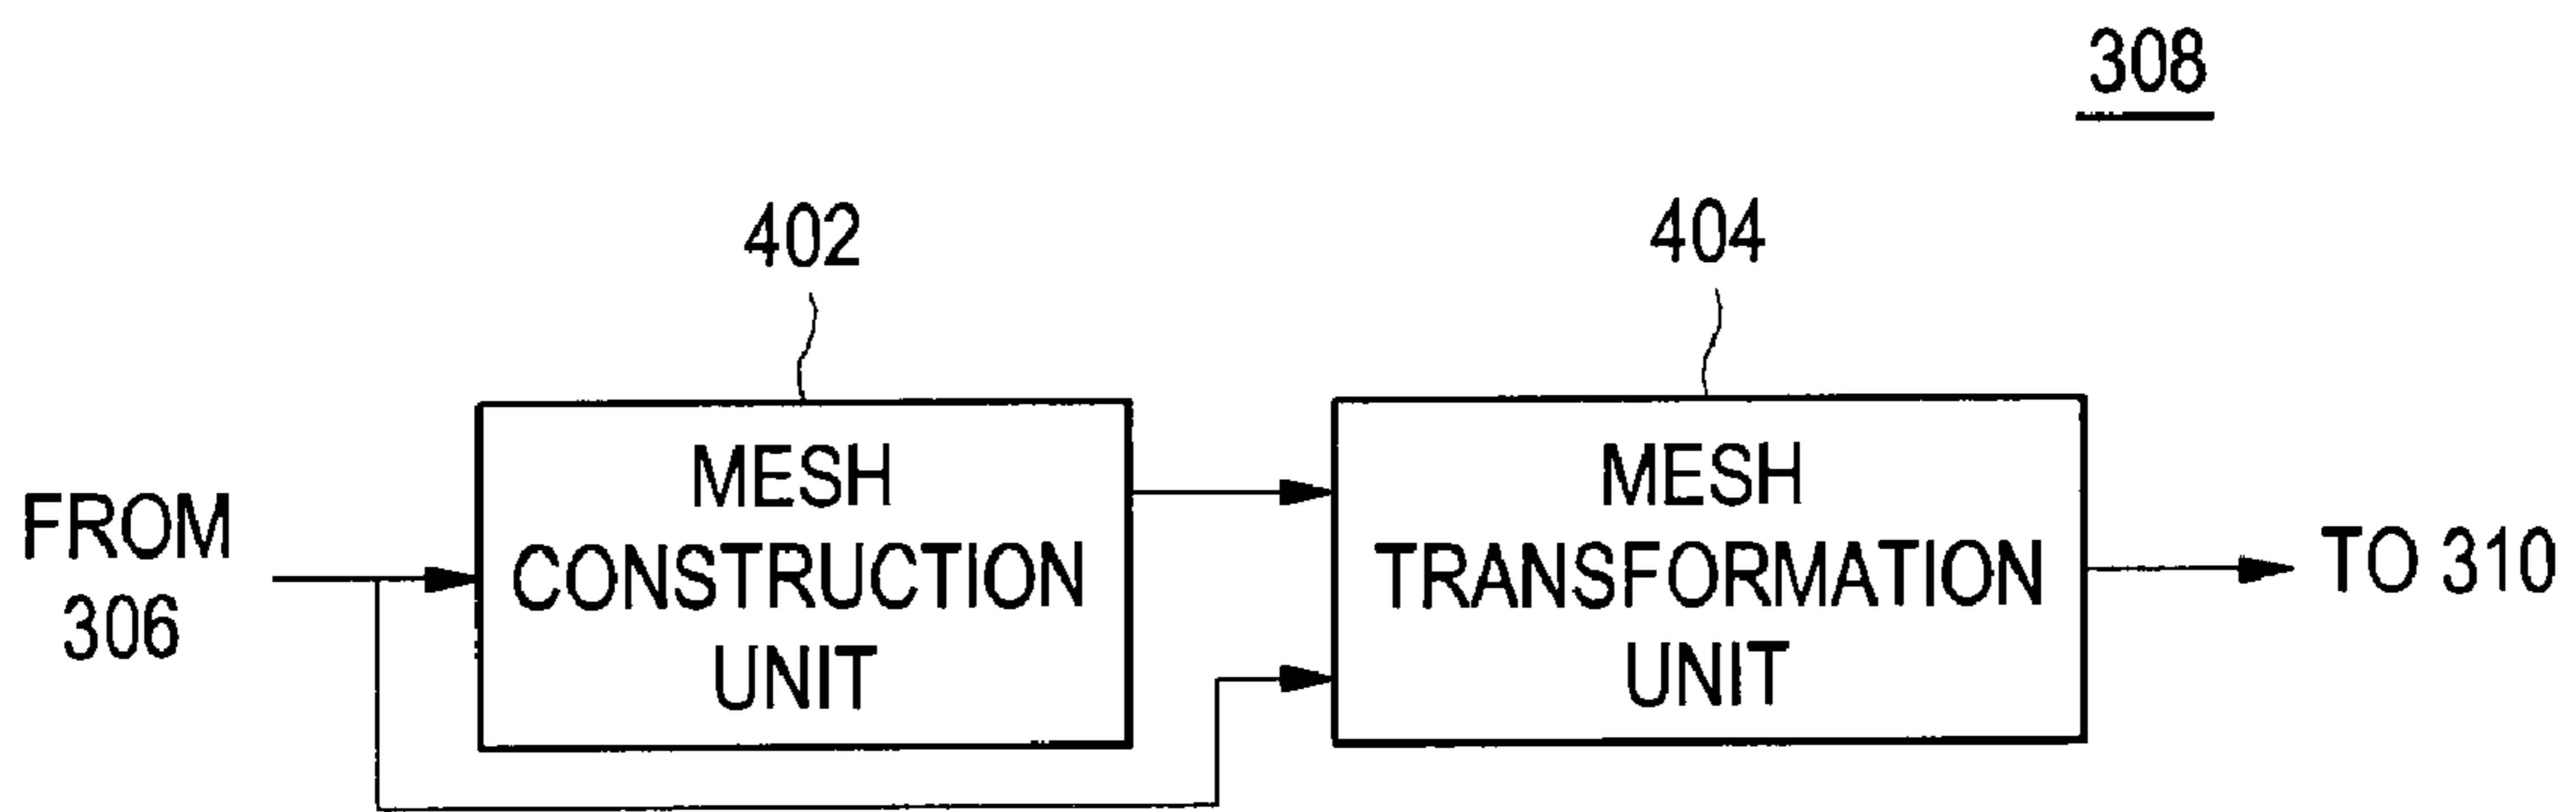 308
402
404
FROM
306
MESH
CONSTRUCTION
UNIT
MESH
TRANSFORMATION
UNIT
TO 310